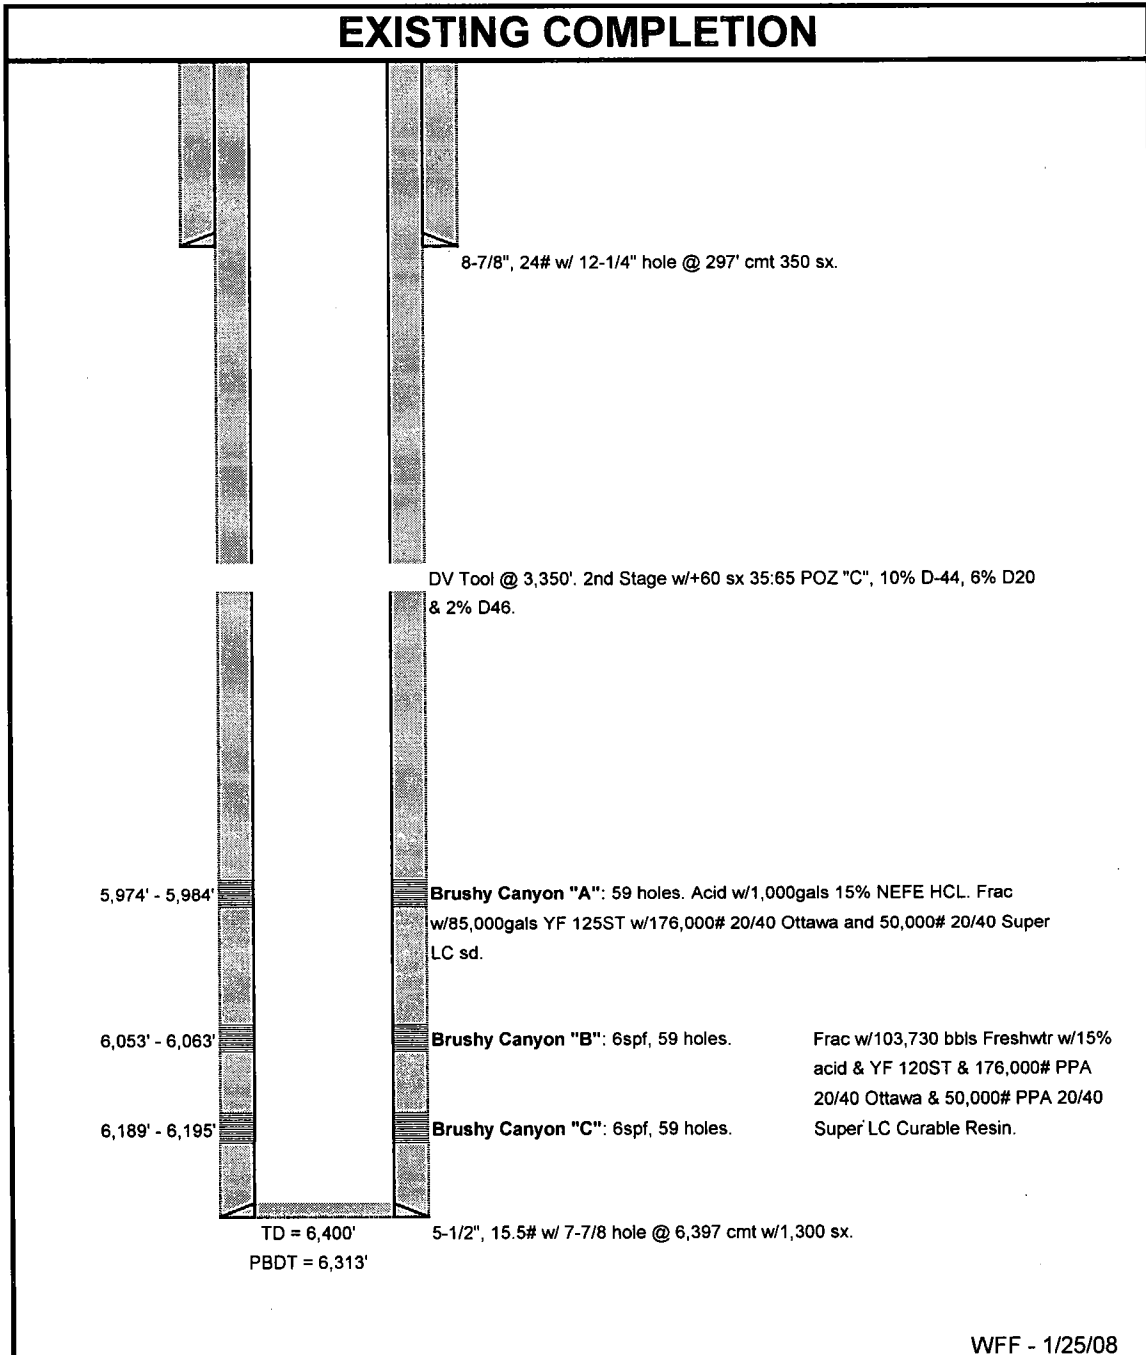 EXISTING COMPLETION
8-7/8", 24# w/ 12-1/4" hole @ 297' cmt 350 sx.
DV Tool @ 3,350'. 2nd Stage w/+60 sx 35:65 POZ "C", 10% D-44, 6% D20
& 2% D46.
5,974' - 5,984'
Brushy Canyon "A": 59 holes. Acid w/1,000gals 15% NEFE HCL. Frac
w/85,000gals YF 125ST w/176,000# 20/40 Ottawa and 50,000# 20/40 Super
LC sd.
6,053' - 6,063'
Brushy Canyon "B": 6spf, 59 holes.
Frac w/103,730 bbls Freshwtr w/15%
acid & YF 120ST & 176,000# PPA
20/40 Ottawa & 50,000# PPA 20/40
Super LC Curable Resin.
6,189' - 6,195'
Brushy Canyon "C": 6spf, 59 holes.
TD = 6,400'
PBDT = 6,313'
5-1/2", 15.5# w/ 7-7/8 hole @ 6,397 cmt w/1,300 sx.
WFF - 1/25/08